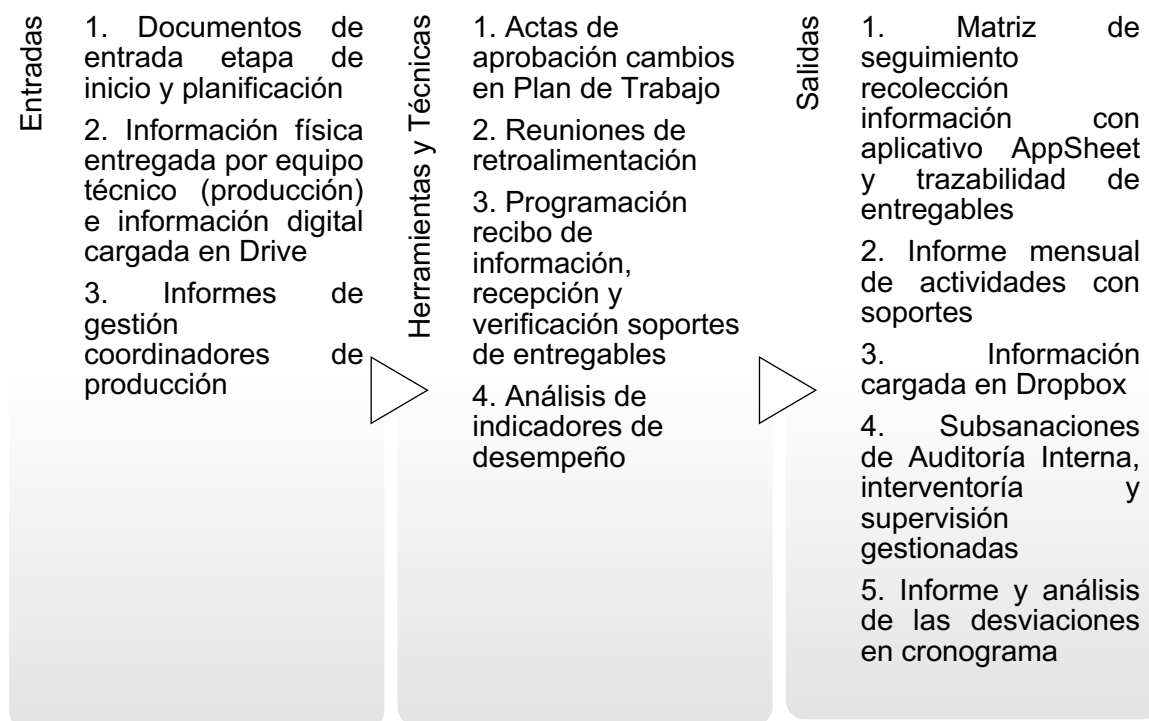 Entradas
1. Documentos de
entrada etapa de
inicio y planificación
2. Información física
entregada por equipo
técnico (producción)
e información digital
cargada en Drive
3. Informes de
gestión
coordinadores de
producción
Herramientas y Técnicas
1. Actas de
aprobación cambios
en Plan de Trabajo
2. Reuniones de
retroalimentación
3. Programación
recibo de
información,
recepción y
verificación soportes
de entregables
4. Análisis de
indicadores de
desempeño
Salidas
1. Matriz de
seguimiento
recolección
información con
aplicativo AppSheet
y trazabilidad de
entregables
2. Informe mensual
de actividades con
soportes
3. Información
cargada en Dropbox
4. Subsanaciones
de Auditoría Interna,
interventoría y
supervisión
gestionadas
5. Informe y análisis
de las desviaciones
en cronograma